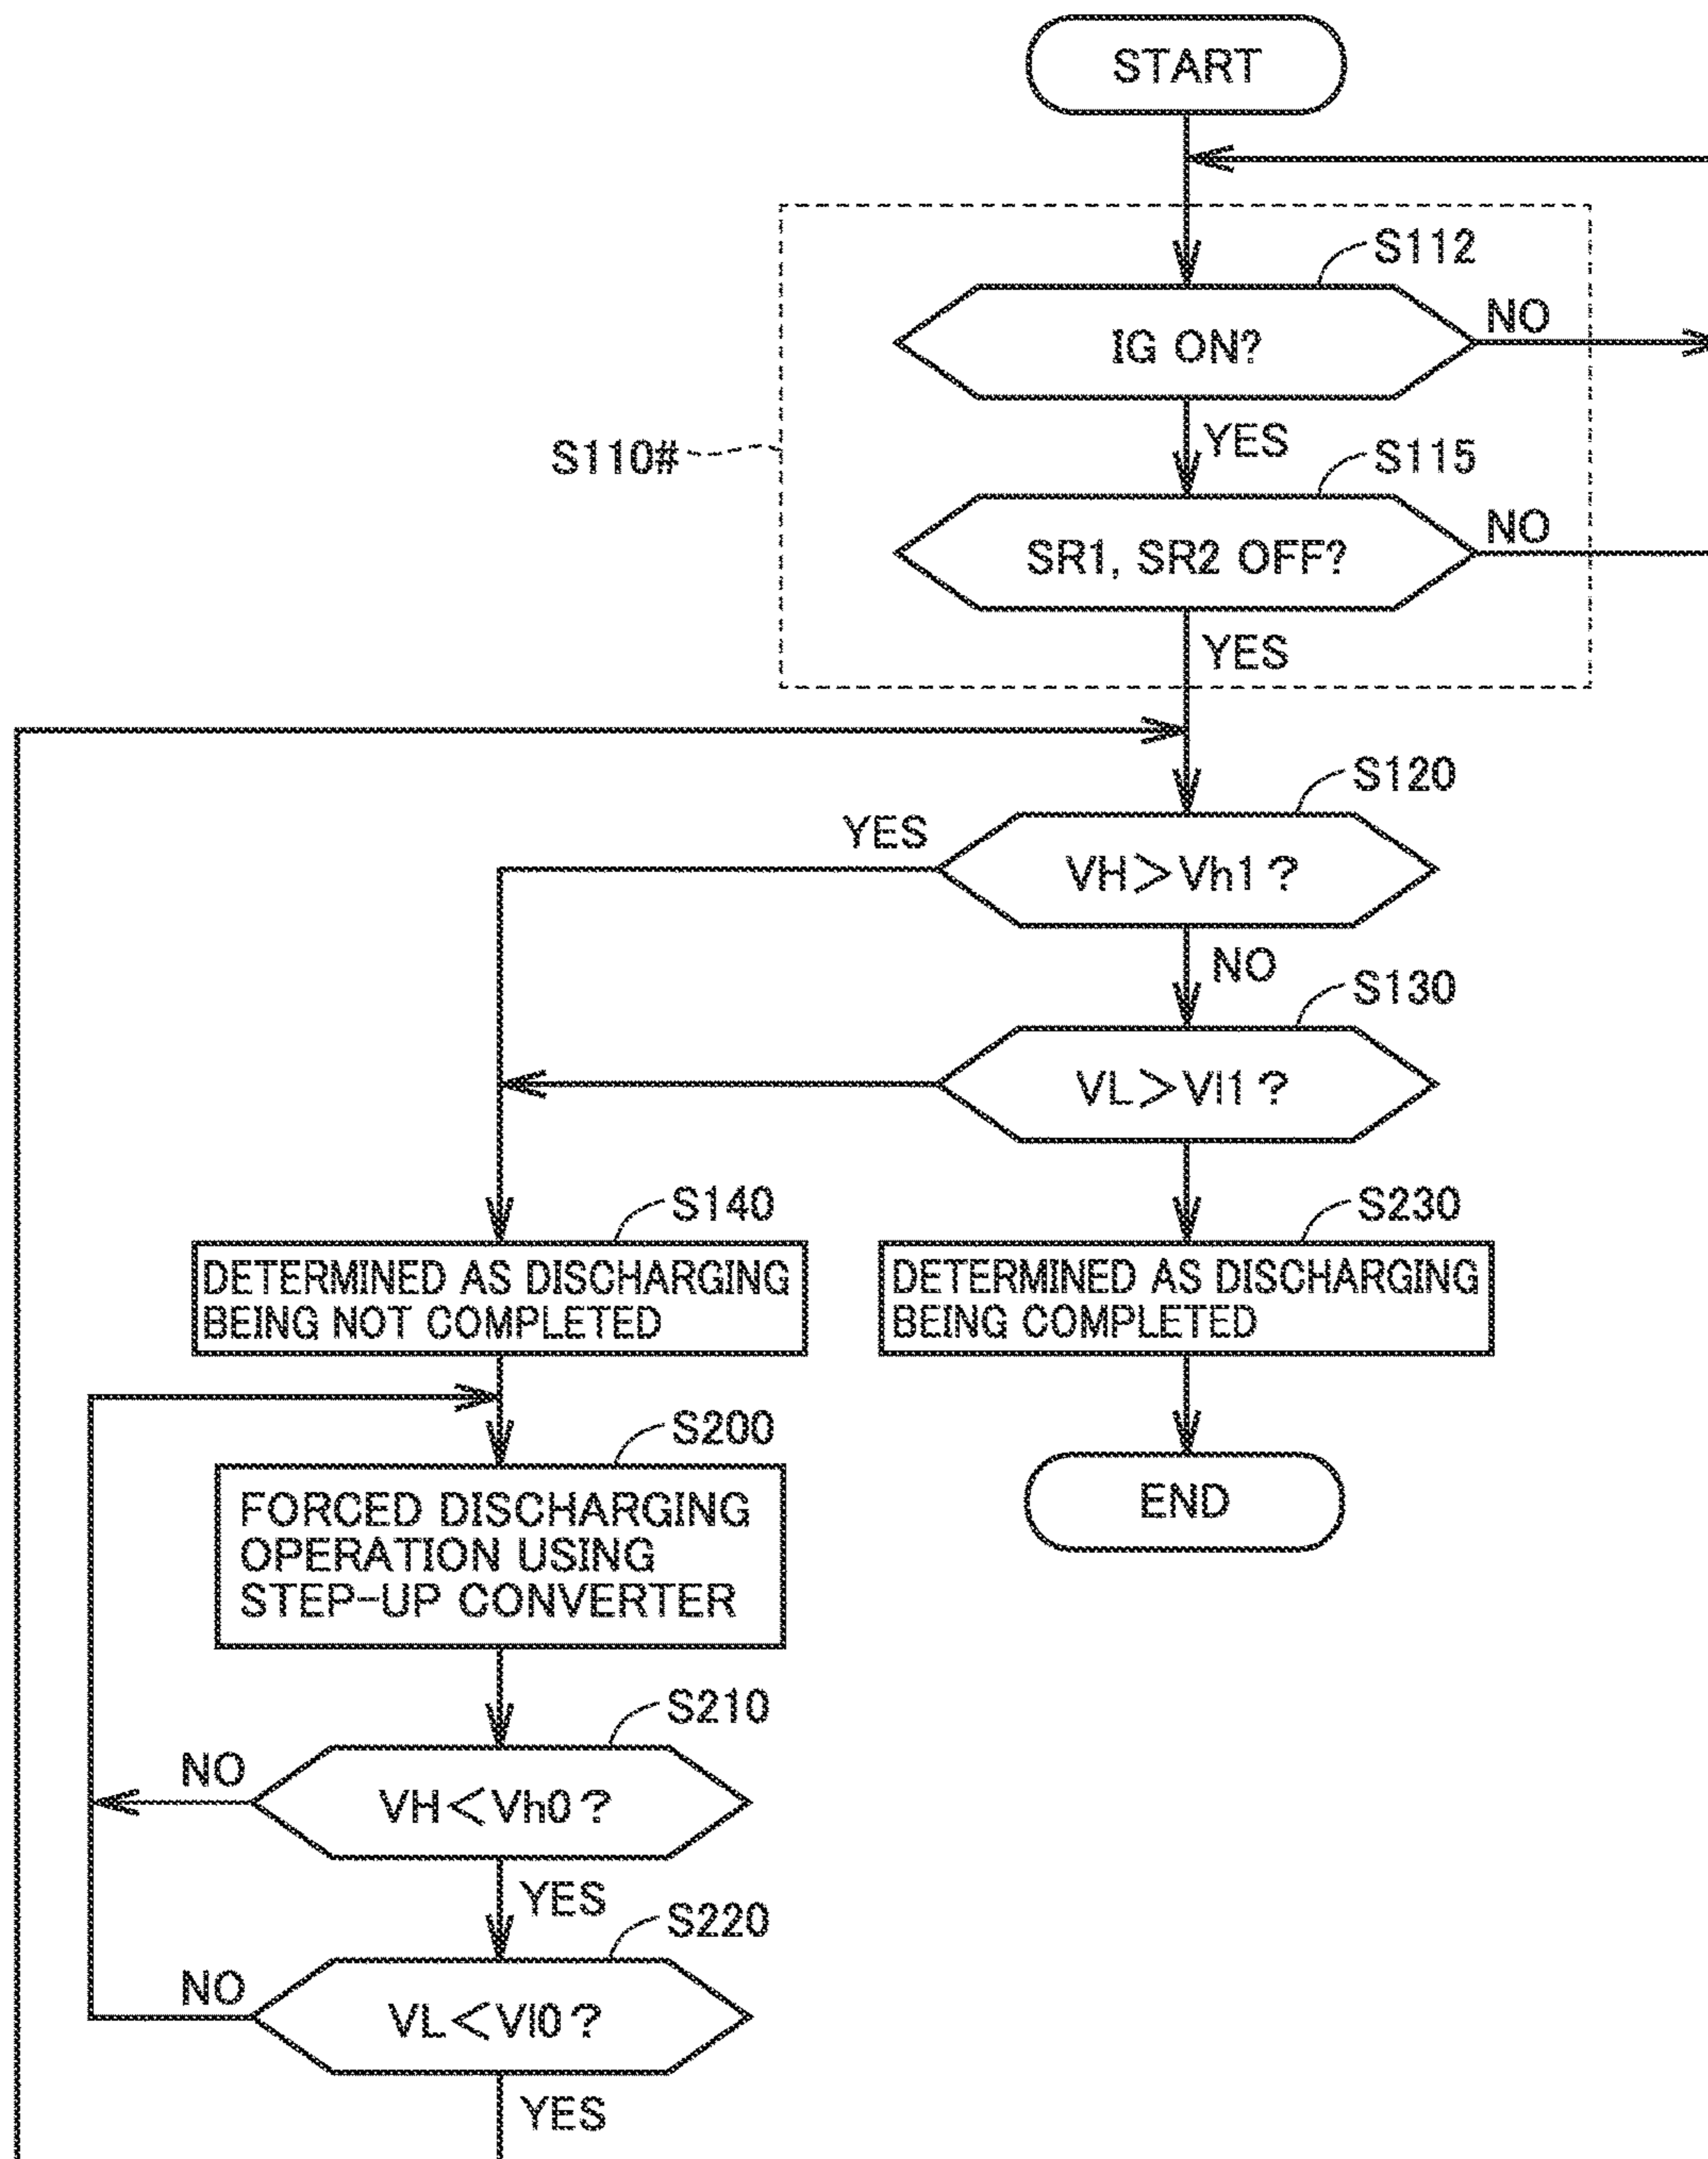 START
S112
IG ON?
NO
S110#
YES
S115
SR1, SR2 OFF?
NO
YES
S120
YES
VH>Vh1?
NO
S130
VL>Vl1?
S140
S230
DETERMINED AS DISCHARGING
BEING NOT COMPLETED
DETERMINED AS DISCHARGING
BEING COMPLETED
S200
FORCED DISCHARGING
OPERATION USING
STEP-UP CONVERTER
END
S210
NO
VH<Vh0?
YES
S220
NO
VL<Vl0?
YES